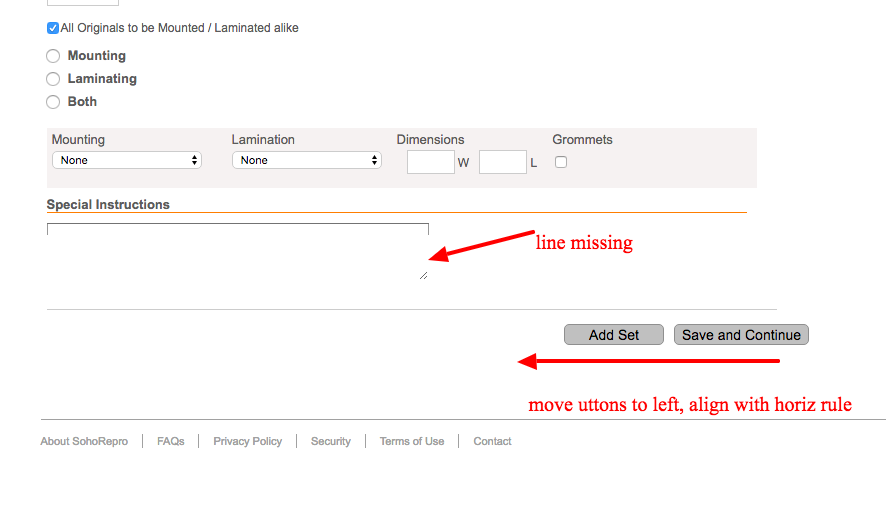 All Originals to be Mounted / Laminated alike
Mounting
Laminating
Both
Mounting Lamination Dimensions Grommets
None None W L
Special Instructions
line missing
Add Set Save and Continue
move uttons to left, align with horiz rule
About SohoRepro FAQs Privacy Policy Security Terms of Use Contact